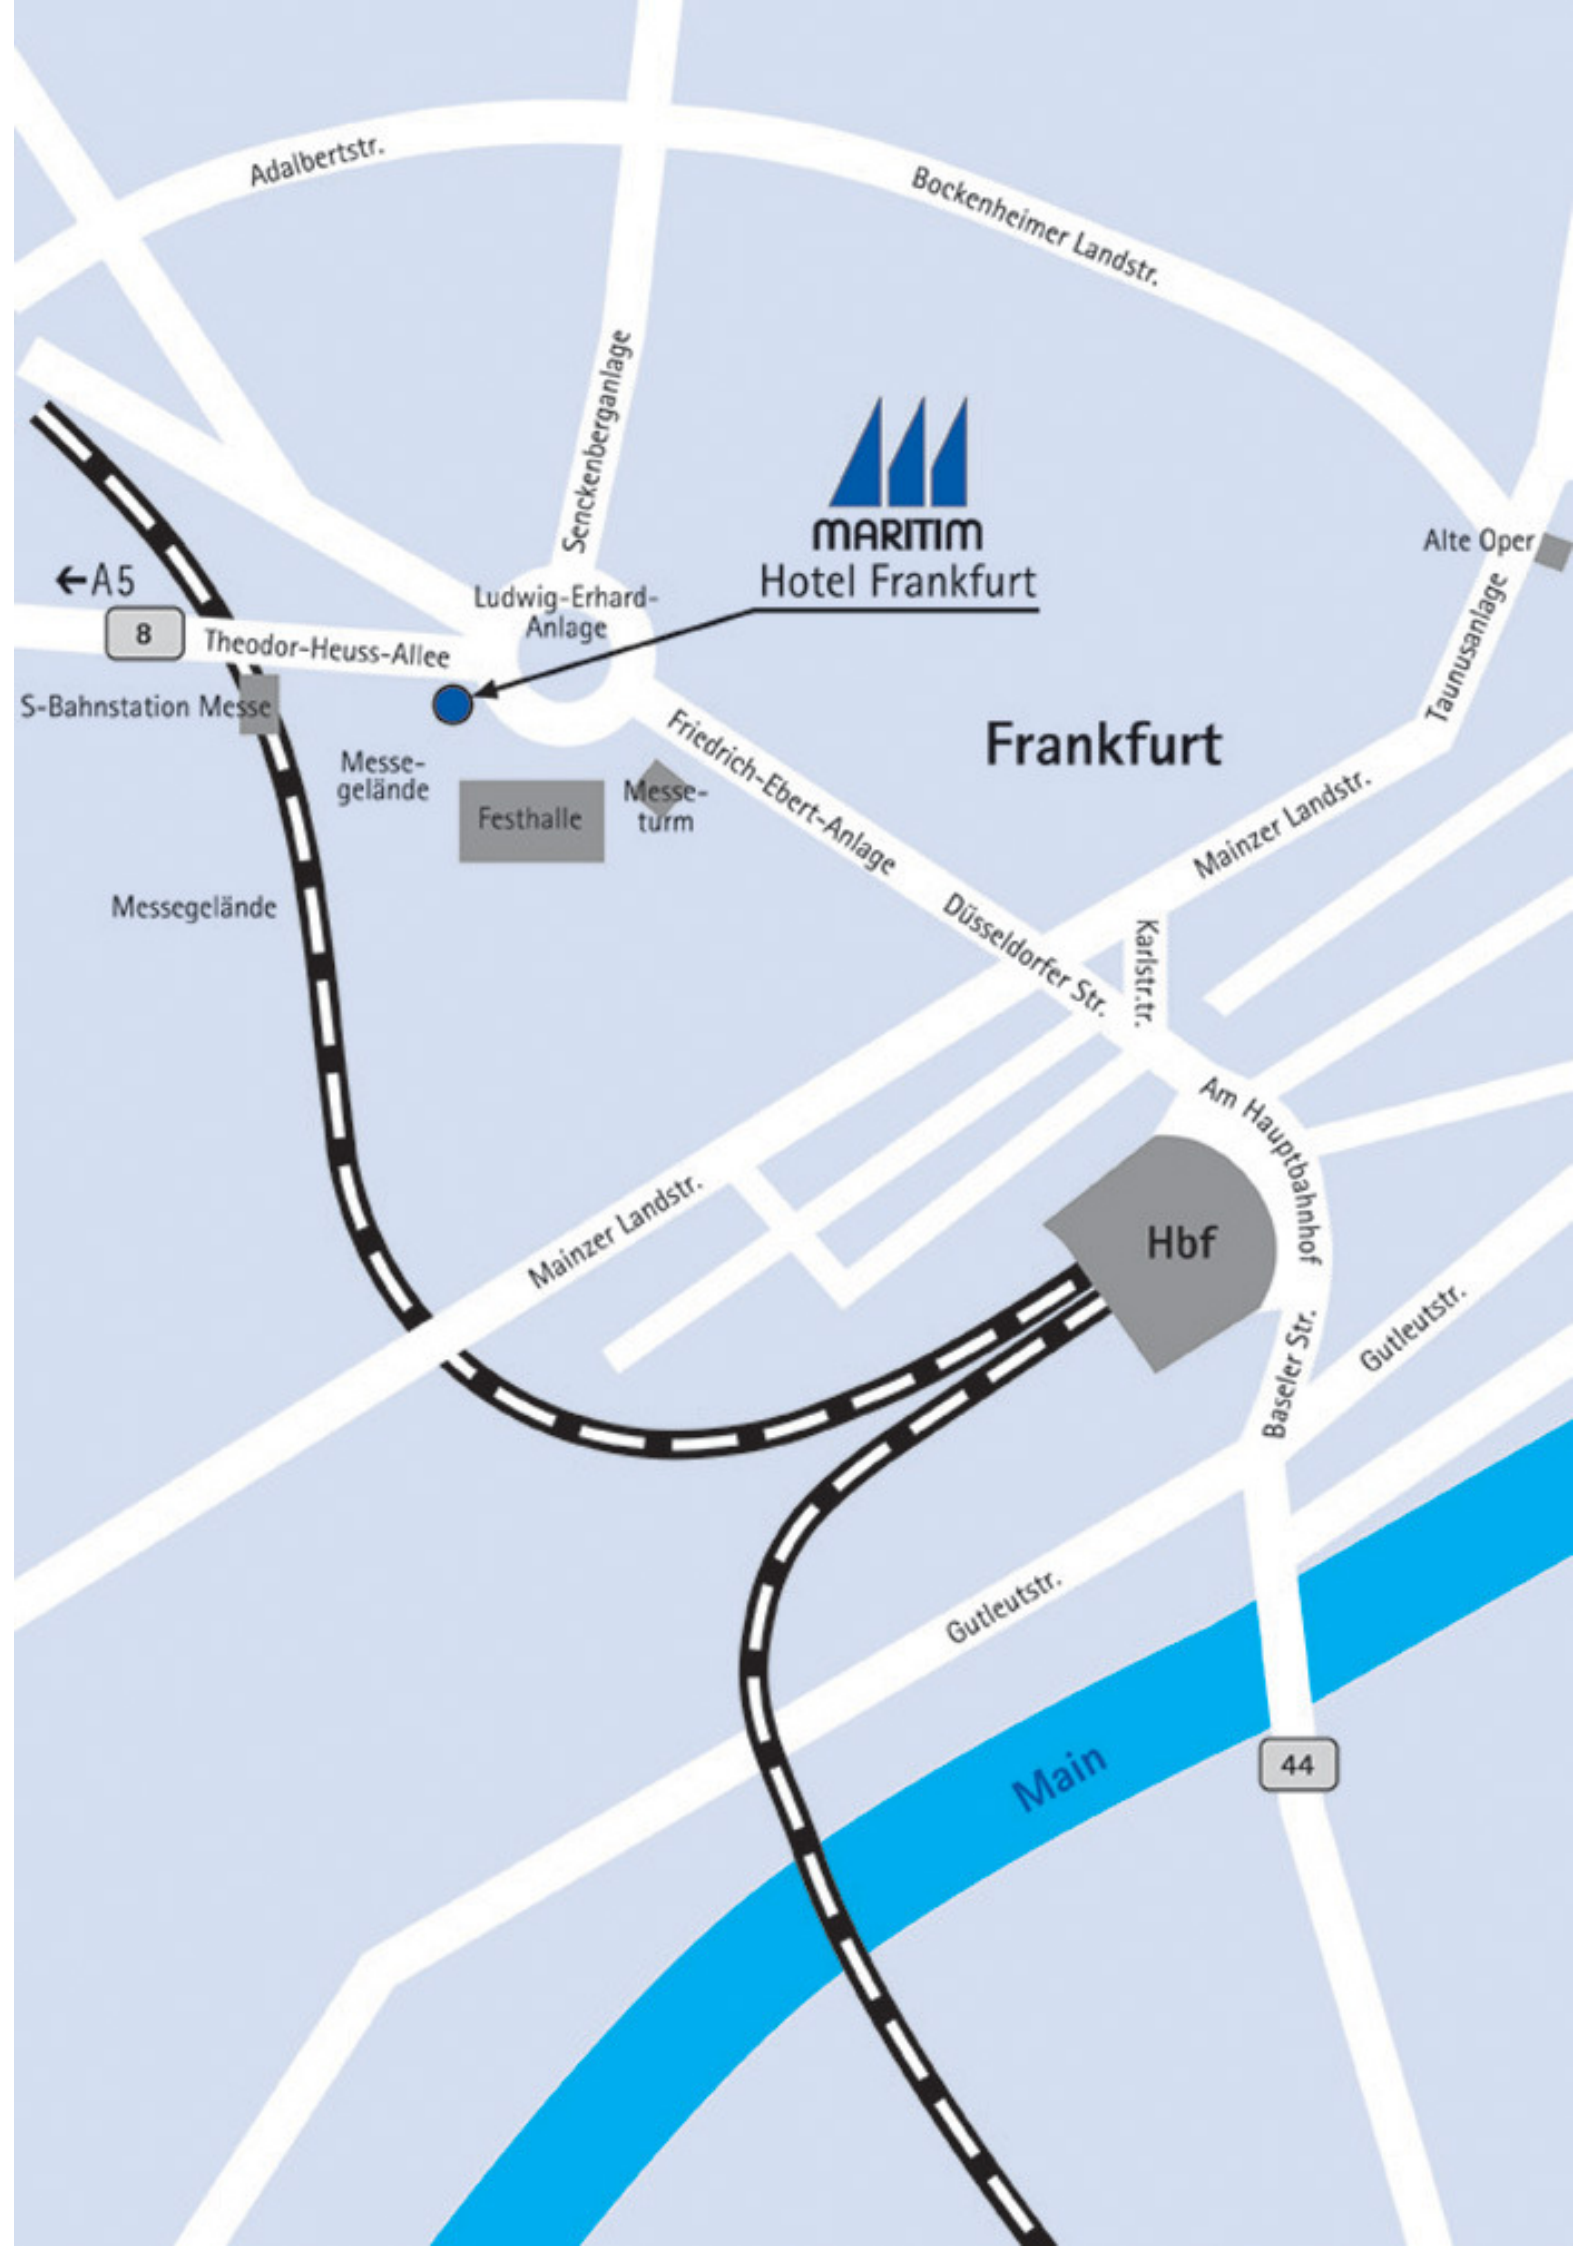 Adalbertstr.
Bockenheimer Landstr.
Senckenberganlage
MARITIM
Hotel Frankfurt
Alte Oper
←A5
8
Theodor-Heuss-Allee
Ludwig-Erhard-
Anlage
Taunusanlage
S-Bahnstation Messe
Messe-
gelände
Festhalle
Messe-
turm
Friedrich-Ebert-Anlage
Frankfurt
Mainzer Landstr.
Messegelände
Düsseldorfer Str.
Karlstr.tr.
Am Hauptbahnhof
Mainzer Landstr.
Hbf
Baseler Str.
Gutleutstr.
Gutleutstr.
Main
44